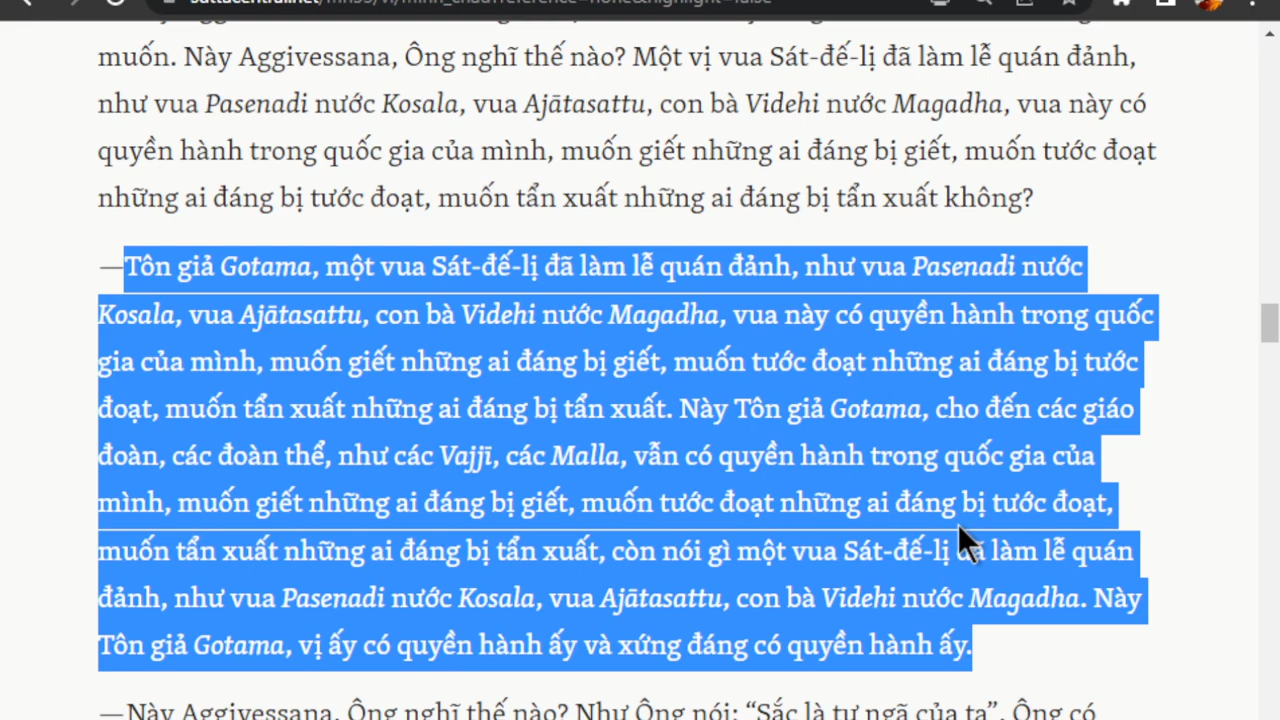 muốn. Này Aggivessana, Ông nghĩ thế nào? Một vị vua Sát-đế-lị đã làm lễ quán đảnh,
như vua Pasenadi nước Kosala, vua Ajātasattu, con bà Videhi nước Magadha, vua này có
quyền hành trong quốc gia của mình, muốn giết những ai đáng bị giết, muốn tước đoạt
những ai đáng bị tước đoạt, muốn tẩn xuất những ai đáng bị tẩn xuất không?
—Tôn giả Gotama, một vua Sát-đế-lị đã làm lễ quán đảnh, như vua Pasenadi nước
Kosala, vua Ajātasattu, con bà Videhi nước Magadha, vua này có quyền hành trong quốc
gia của mình, muốn giết những ai đáng bị giết, muốn tước đoạt những ai đáng bị tước
đoạt, muốn tẩn xuất những ai đáng bị tẩn xuất. Này Tôn giả Gotama, cho đến các giáo
đoàn, các đoàn thể, như các Vajjī, các Malla, vẫn có quyền hành trong quốc gia của
mình, muốn giết những ai đáng bị giết, muốn tước đoạt những ai đáng bị tước đoạt,
muốn tẩn xuất những ai đáng bị tẩn xuất, còn nói gì một vua Sát-đế-lị đã làm lễ quán
đảnh, như vua Pasenadi nước Kosala, vua Ajātasattu, con bà Videhi nước Magadha. Này
Tôn giả Gotama, vị ấy có quyền hành ấy và xứng đáng có quyền hành ấy.
—Này Aggivessana, Ông nghĩ thế nào? Như Ông nói: “Sắc là tự ngã của ta”, Ông có